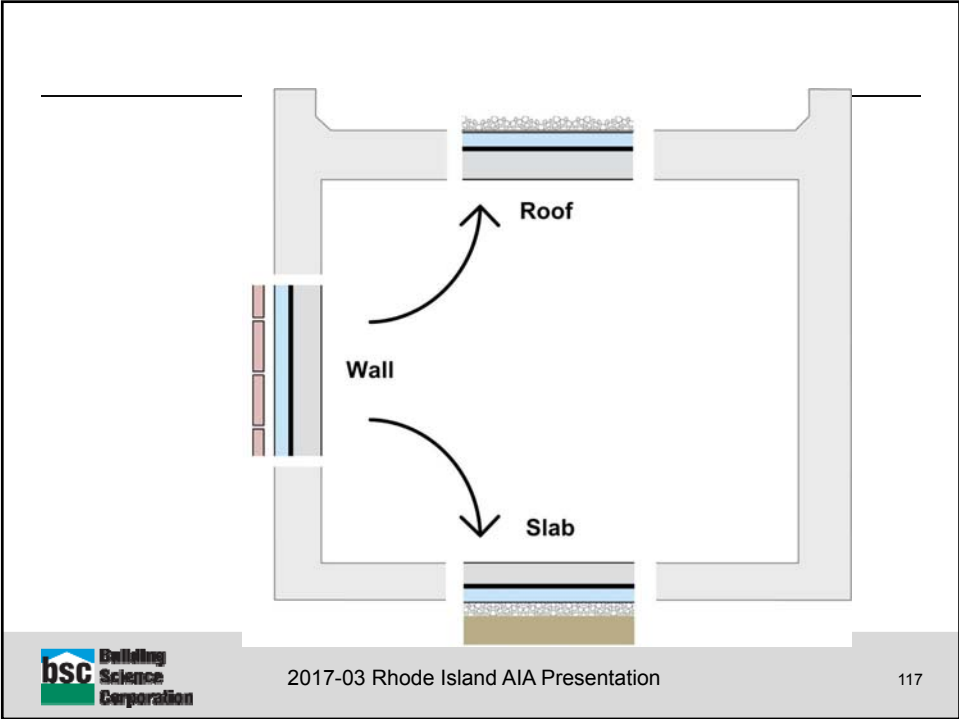 Roof
Wall
Slab
bsc Building
Science
Corporation
2017-03 Rhode Island AIA Presentation
117